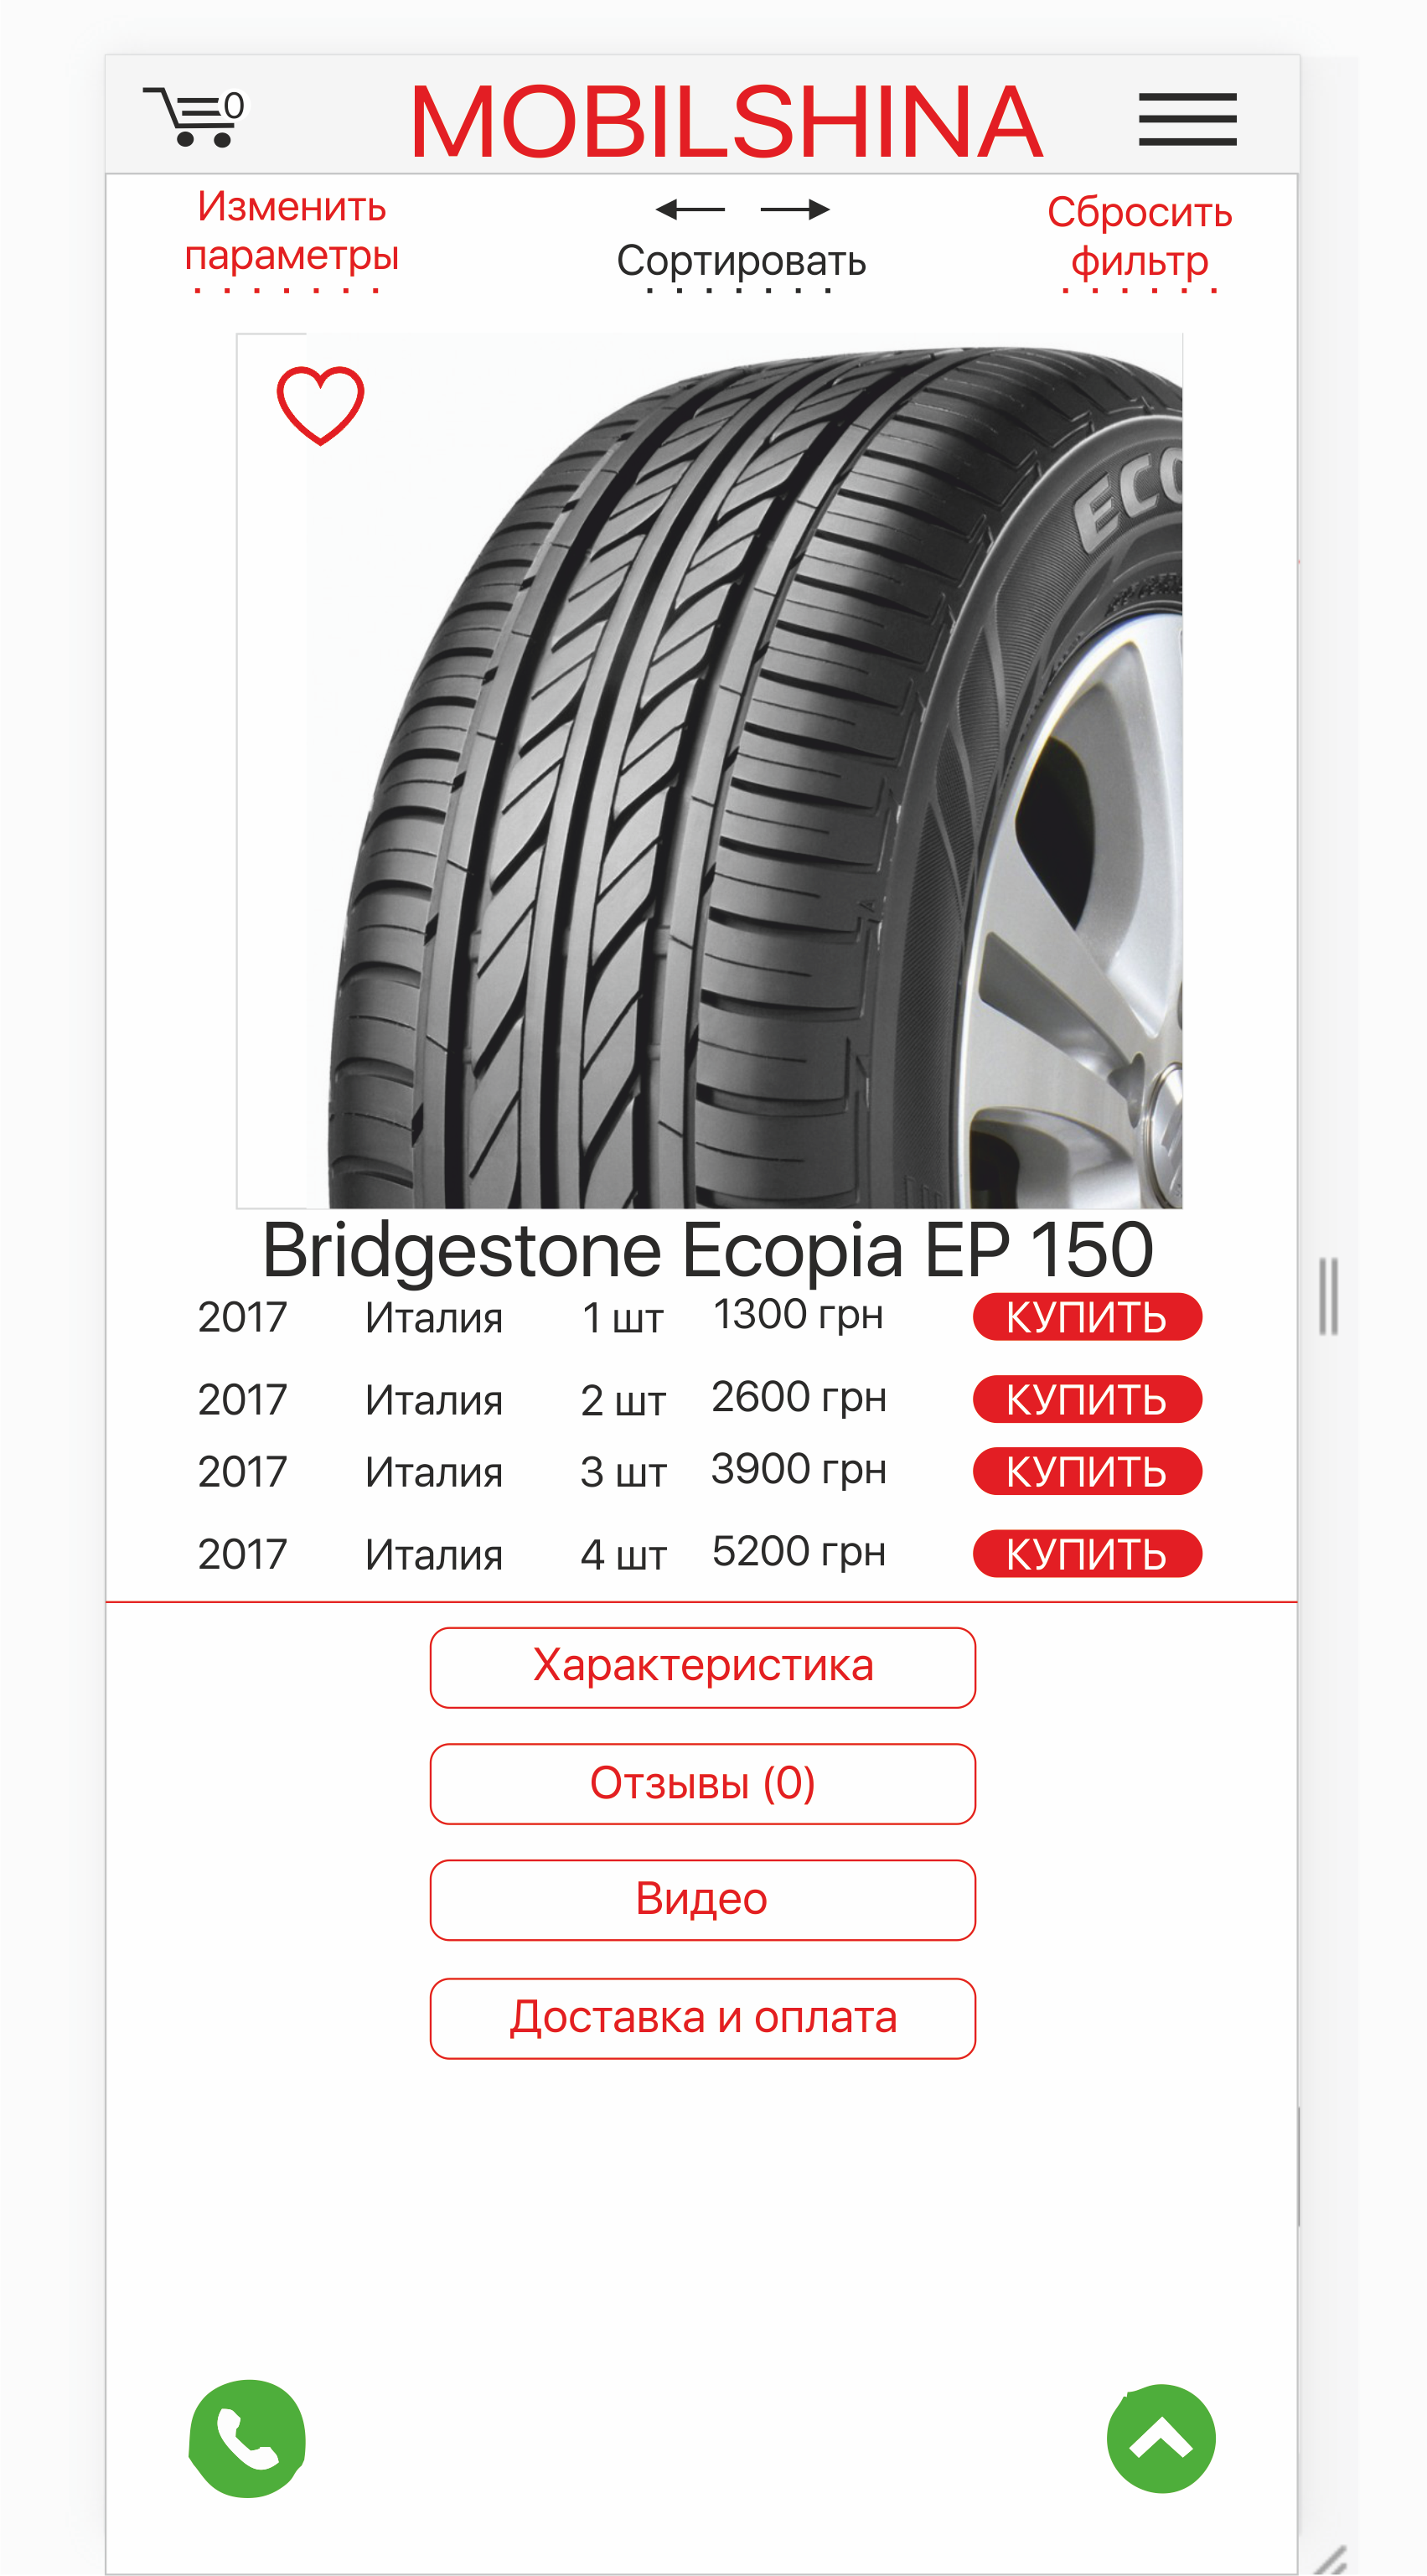 0
MOBILSHINA
Изменить
параметры
Сортировать
Сбросить
фильтр
ECO
Bridgestone Ecopia EP 150
2017 Италия 1 шт 1300 грн КУПИТЬ
2017 Италия 2 шт 2600 грн КУПИТЬ
2017 Италия 3 шт 3900 грн КУПИТЬ
2017 Италия 4 шт 5200 грн КУПИТЬ
Характеристика
Отзывы (0)
Видео
Доставка и оплата